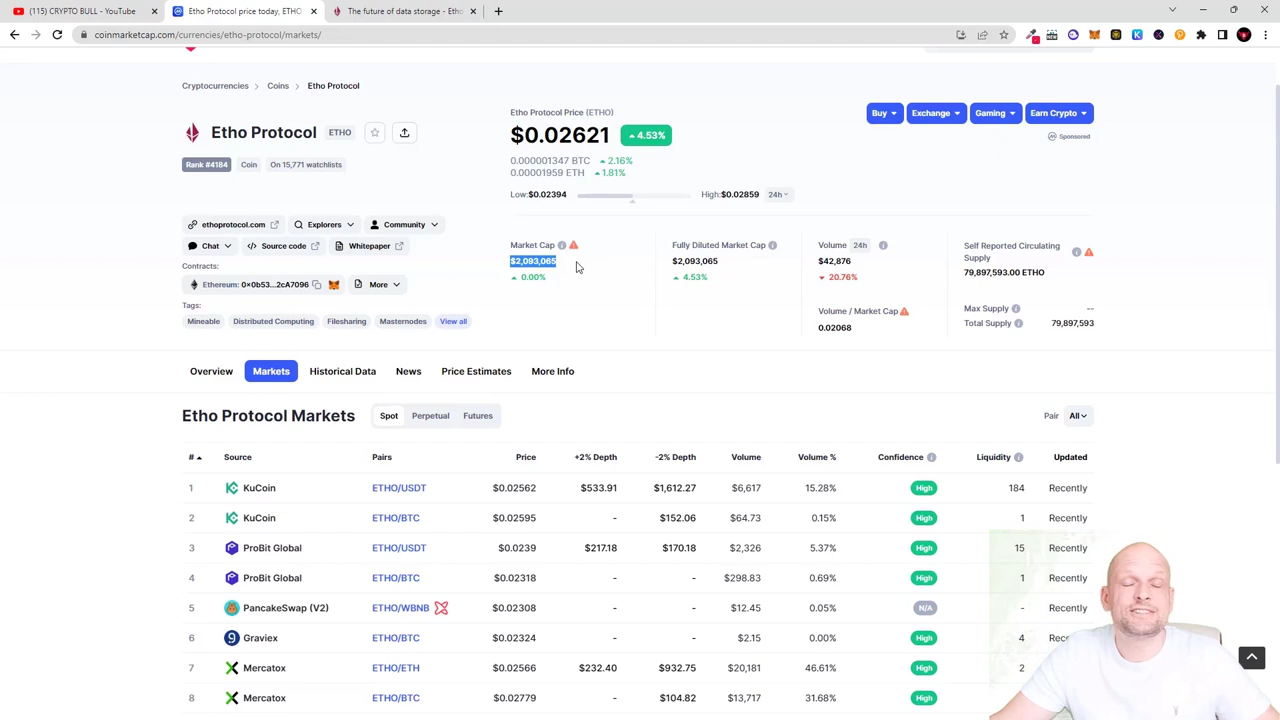 (115) CRYPTO BULL - YouTube
Etho Protocol price today, ETHO
The future of data storage - Etho
coinmarketcap.com/currencies/etho-protocol/markets/
Cryptocurrencies > Coins > Etho Protocol
Etho Protocol ETHO
Rank #4184 Coin On 15,771 watchlists
Etho Protocol Price (ETHO)
$0.02621 4.53%
0.000001347 BTC 2.16%
0.00001959 ETH 1.81%
Low: $0.02394 High: $0.02859 24h
Buy Exchange Gaming Earn Crypto
Sponsored
ethoprotocol.com Explorers Community
Chat Source code Whitepaper
Contracts:
Ethereum: 0x0b53...2cA7096 More
Tags:
Mineable Distributed Computing Filesharing Masternodes View all
Market Cap
$2,093,065
0.00%
Fully Diluted Market Cap
$2,093,065
4.53%
Volume 24h
$42,876
20.76%
Volume / Market Cap
0.02068
Self Reported Circulating
Supply
79,897,593.00 ETHO
Max Supply --
Total Supply 79,897,593
Overview Markets Historical Data News Price Estimates More Info
Etho Protocol Markets Spot Perpetual Futures Pair All
# Source Pairs Price +2% Depth -2% Depth Volume Volume % Confidence Liquidity Updated
1 KuCoin ETHO/USDT $0.02562 $533.91 $1,612.27 $6,617 15.28% High 184 Recently
2 KuCoin ETHO/BTC $0.02595 - $152.06 $64.73 0.15% High 1 Recently
3 ProBit Global ETHO/USDT $0.0239 $217.18 $170.18 $2,326 5.37% High 15 Recently
4 ProBit Global ETHO/BTC $0.02318 - - $298.83 0.69% High 1 Recently
5 PancakeSwap (V2) ETHO/WBNB $0.02308 - - $12.45 0.05% N/A - Recently
6 Graviex ETHO/BTC $0.02324 - - $2.15 0.00% High 4
7 Mercatox ETHO/ETH $0.02566 $232.40 $932.75 $20,181 46.61% High 2
8 Mercatox ETHO/BTC $0.02779 - $104.82 $13,717 31.68% High